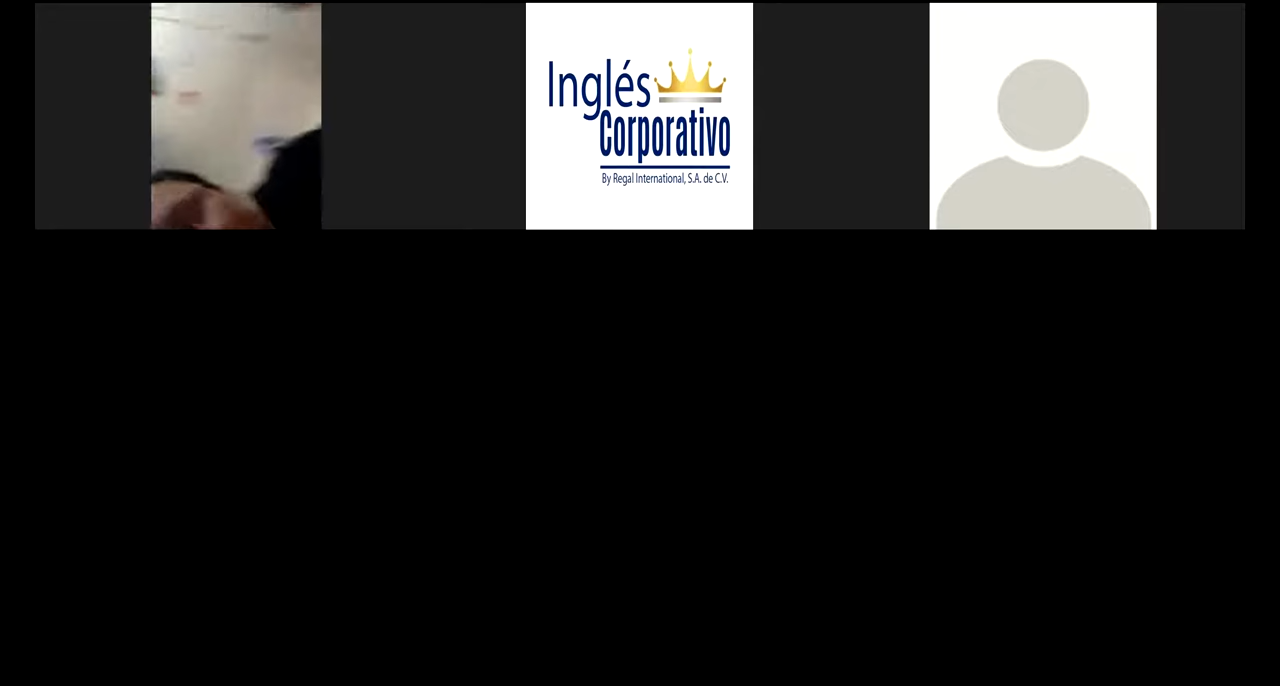 Inglés
Corporativo
By Regal International, S.A. de C.V.